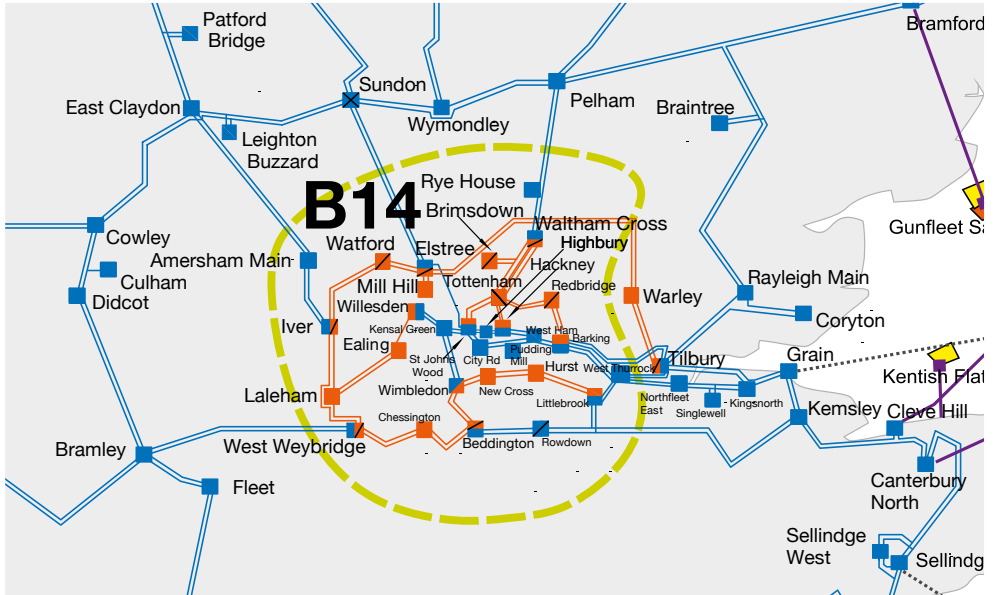 Patford
Bridge
Bramford
Sundon
East Claydon
Pelham
Braintree
Wymondley
Leighton
Buzzard
Rye House
B14
Brimsdown
Waltham Cross
Cowley
Watford
Elstree
Highbury
Gunfleet Sa
Amersham Main
Hackney
Culham
Mill Hill
Tottenham
Rayleigh Main
Didcot
Redbridge
Willesden
Warley
Iver
Kensal Green
West Ham
Coryton
Ealing
Barking
St Johns
Wood
City Rd
Pudding
Mill
Hurst
West Thurrock
Tilbury
Grain
Kentish Flat
Wimbledon
New Cross
Laleham
Littlebrook
Northfleet
East
Singlewell
Kingsnorth
Chessington
Kemsley
Cleve Hill
Bramley
West Weybridge
Beddington
Rowdown
Canterbury
North
Fleet
Sellindge
West
Sellindg